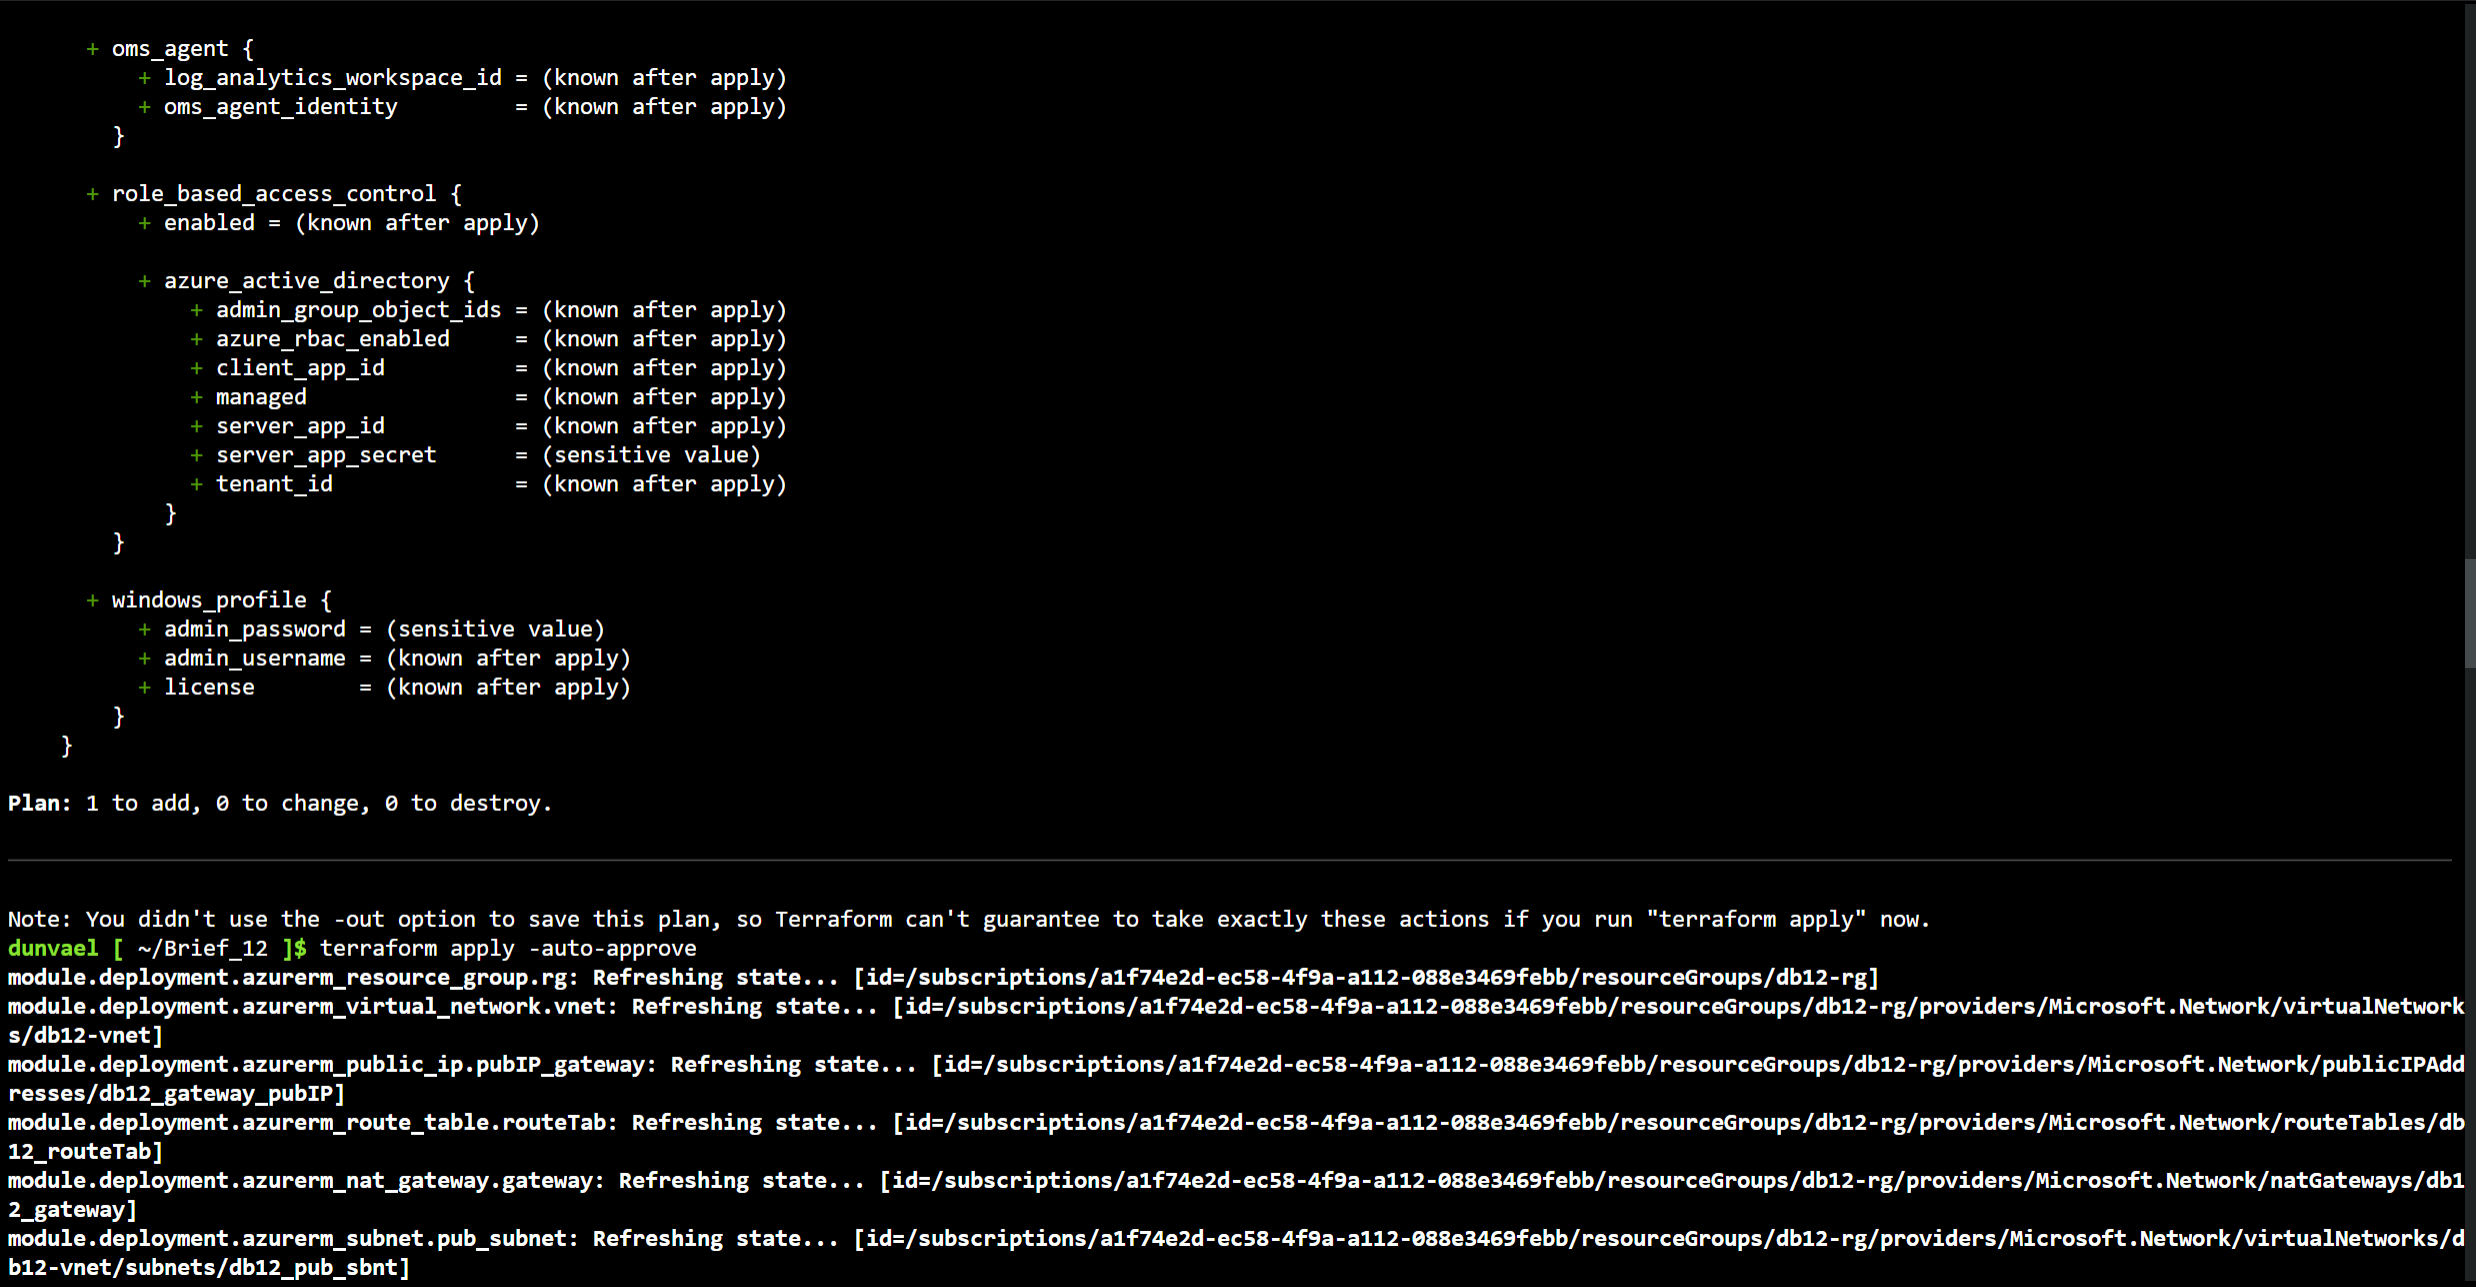 + oms_agent {
+ log_analytics_workspace_id = (known after apply)
+ oms_agent_identity         = (known after apply)
}
+ role_based_access_control {
+ enabled = (known after apply)
+ azure_active_directory {
+ admin_group_object_ids = (known after apply)
+ azure_rbac_enabled     = (known after apply)
+ client_app_id          = (known after apply)
+ managed                = (known after apply)
+ server_app_id          = (known after apply)
+ server_app_secret      = (sensitive value)
+ tenant_id              = (known after apply)
}
}
+ windows_profile {
+ admin_password = (sensitive value)
+ admin_username = (known after apply)
+ license        = (known after apply)
}
}
Plan: 1 to add, 0 to change, 0 to destroy.
Note: You didn't use the -out option to save this plan, so Terraform can't guarantee to take exactly these actions if you run "terraform apply" now.
dunvael [ ~/Brief_12 ]$ terraform apply -auto-approve
module.deployment.azurerm_resource_group.rg: Refreshing state... [id=/subscriptions/a1f74e2d-ec58-4f9a-a112-088e3469febb/resourceGroups/db12-rg]
module.deployment.azurerm_virtual_network.vnet: Refreshing state... [id=/subscriptions/a1f74e2d-ec58-4f9a-a112-088e3469febb/resourceGroups/db12-rg/providers/Microsoft.Network/virtualNetwork
s/db12-vnet]
module.deployment.azurerm_public_ip.pubIP_gateway: Refreshing state... [id=/subscriptions/a1f74e2d-ec58-4f9a-a112-088e3469febb/resourceGroups/db12-rg/providers/Microsoft.Network/publicIPAdd
resses/db12_gateway_pubIP]
module.deployment.azurerm_route_table.routeTab: Refreshing state... [id=/subscriptions/a1f74e2d-ec58-4f9a-a112-088e3469febb/resourceGroups/db12-rg/providers/Microsoft.Network/routeTables/db
12_routeTab]
module.deployment.azurerm_nat_gateway.gateway: Refreshing state... [id=/subscriptions/a1f74e2d-ec58-4f9a-a112-088e3469febb/resourceGroups/db12-rg/providers/Microsoft.Network/natGateways/db1
2_gateway]
module.deployment.azurerm_subnet.pub_subnet: Refreshing state... [id=/subscriptions/a1f74e2d-ec58-4f9a-a112-088e3469febb/resourceGroups/db12-rg/providers/Microsoft.Network/virtualNetworks/d
b12-vnet/subnets/db12_pub_sbnt]